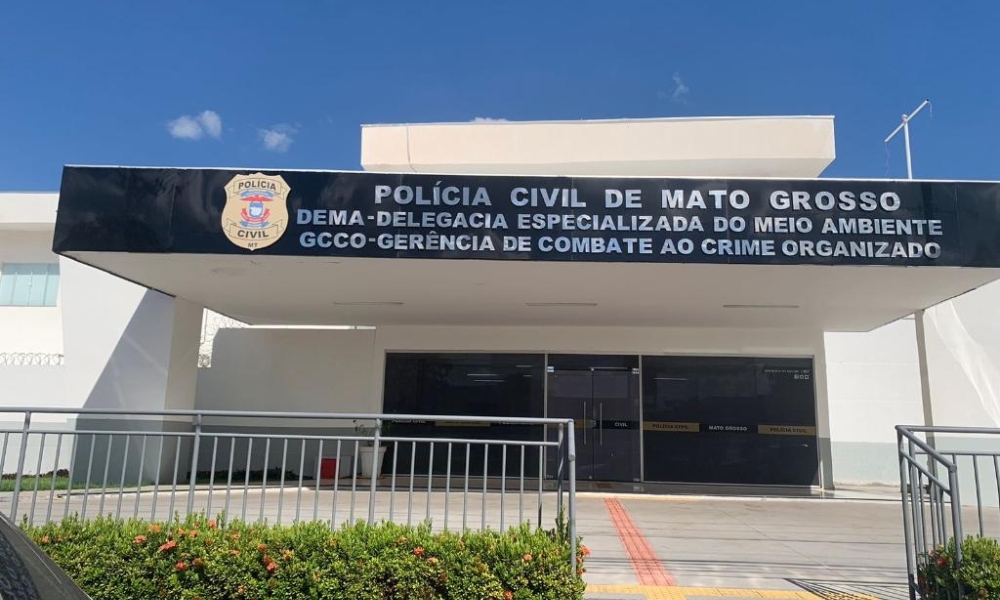 POLÍCIA
CIVIL
MT
POLÍCIA CIVIL DE MATO GROSSO
DEMA-DELEGACIA ESPECIALIZADA DO MEIO AMBIENTE
GCCO-GERÊNCIA DE COMBATE AO CRIME ORGANIZADO
CIVIL
POLÍCIA CIVIL
MATO GROSSO
POLÍCIA CIVIL